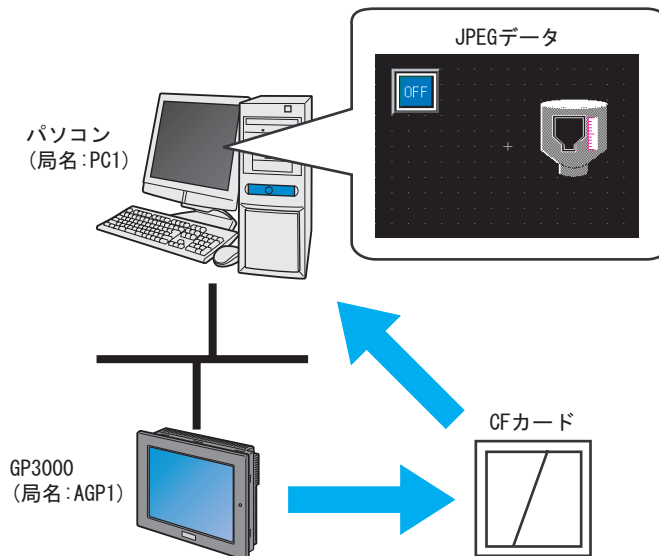 JPEGデータ
OFF
パソコン
(局名:PC1)
CFカード
GP3000
(局名:AGP1)